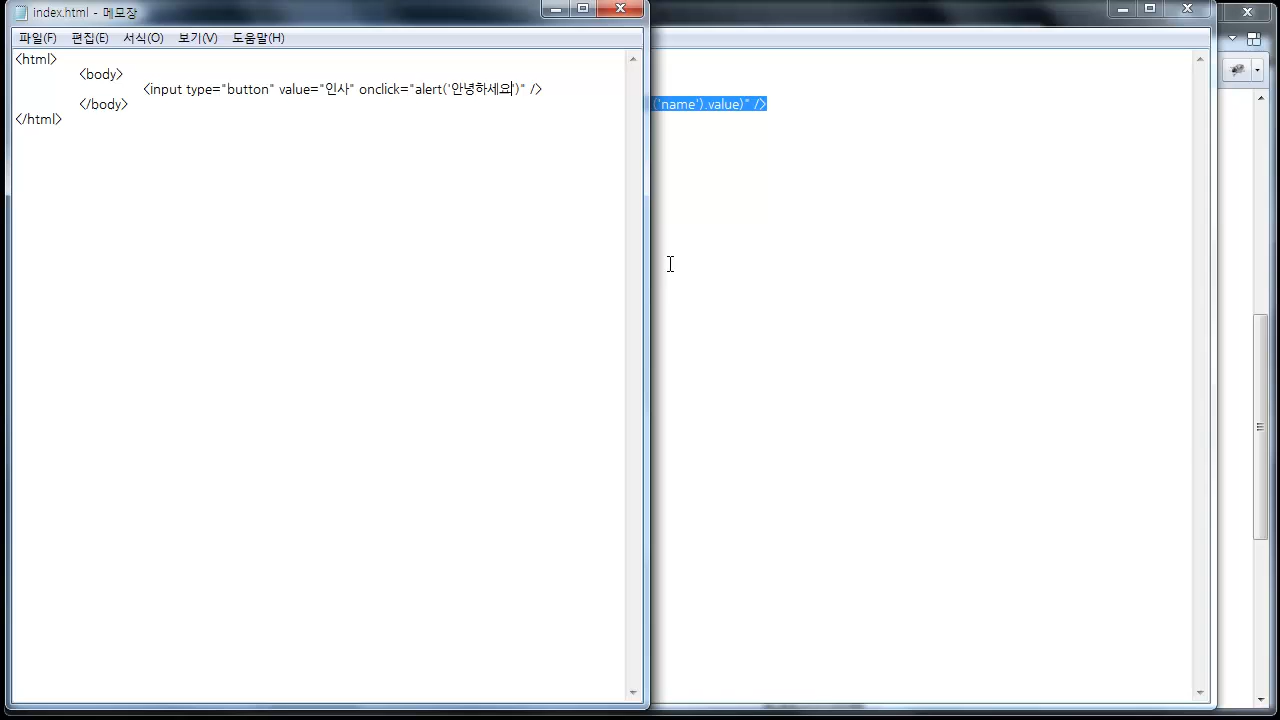 index.html - 메모장
파일(F) 편집(E) 서식(O) 보기(V) 도움말(H)
<html>
<body>
<input type="button" value="인사" onclick="alert('안녕하세요')" />
</body>
</html>
('name').value)" />